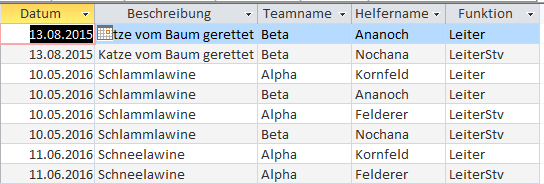 Datum Beschreibung Teamname Helfername Funktion
13.08.2015 tze vom Baum gerettet Beta Ananoch Leiter
13.08.2015 Katze vom Baum gerettet Beta Nochana LeiterStv
10.05.2016 Schlammlawine Alpha Kornfeld Leiter
10.05.2016 Schlammlawine Beta Ananoch Leiter
10.05.2016 Schlammlawine Alpha Felderer LeiterStv
10.05.2016 Schlammlawine Beta Nochana LeiterStv
11.06.2016 Schneelawine Alpha Kornfeld Leiter
11.06.2016 Schneelawine Alpha Felderer LeiterStv